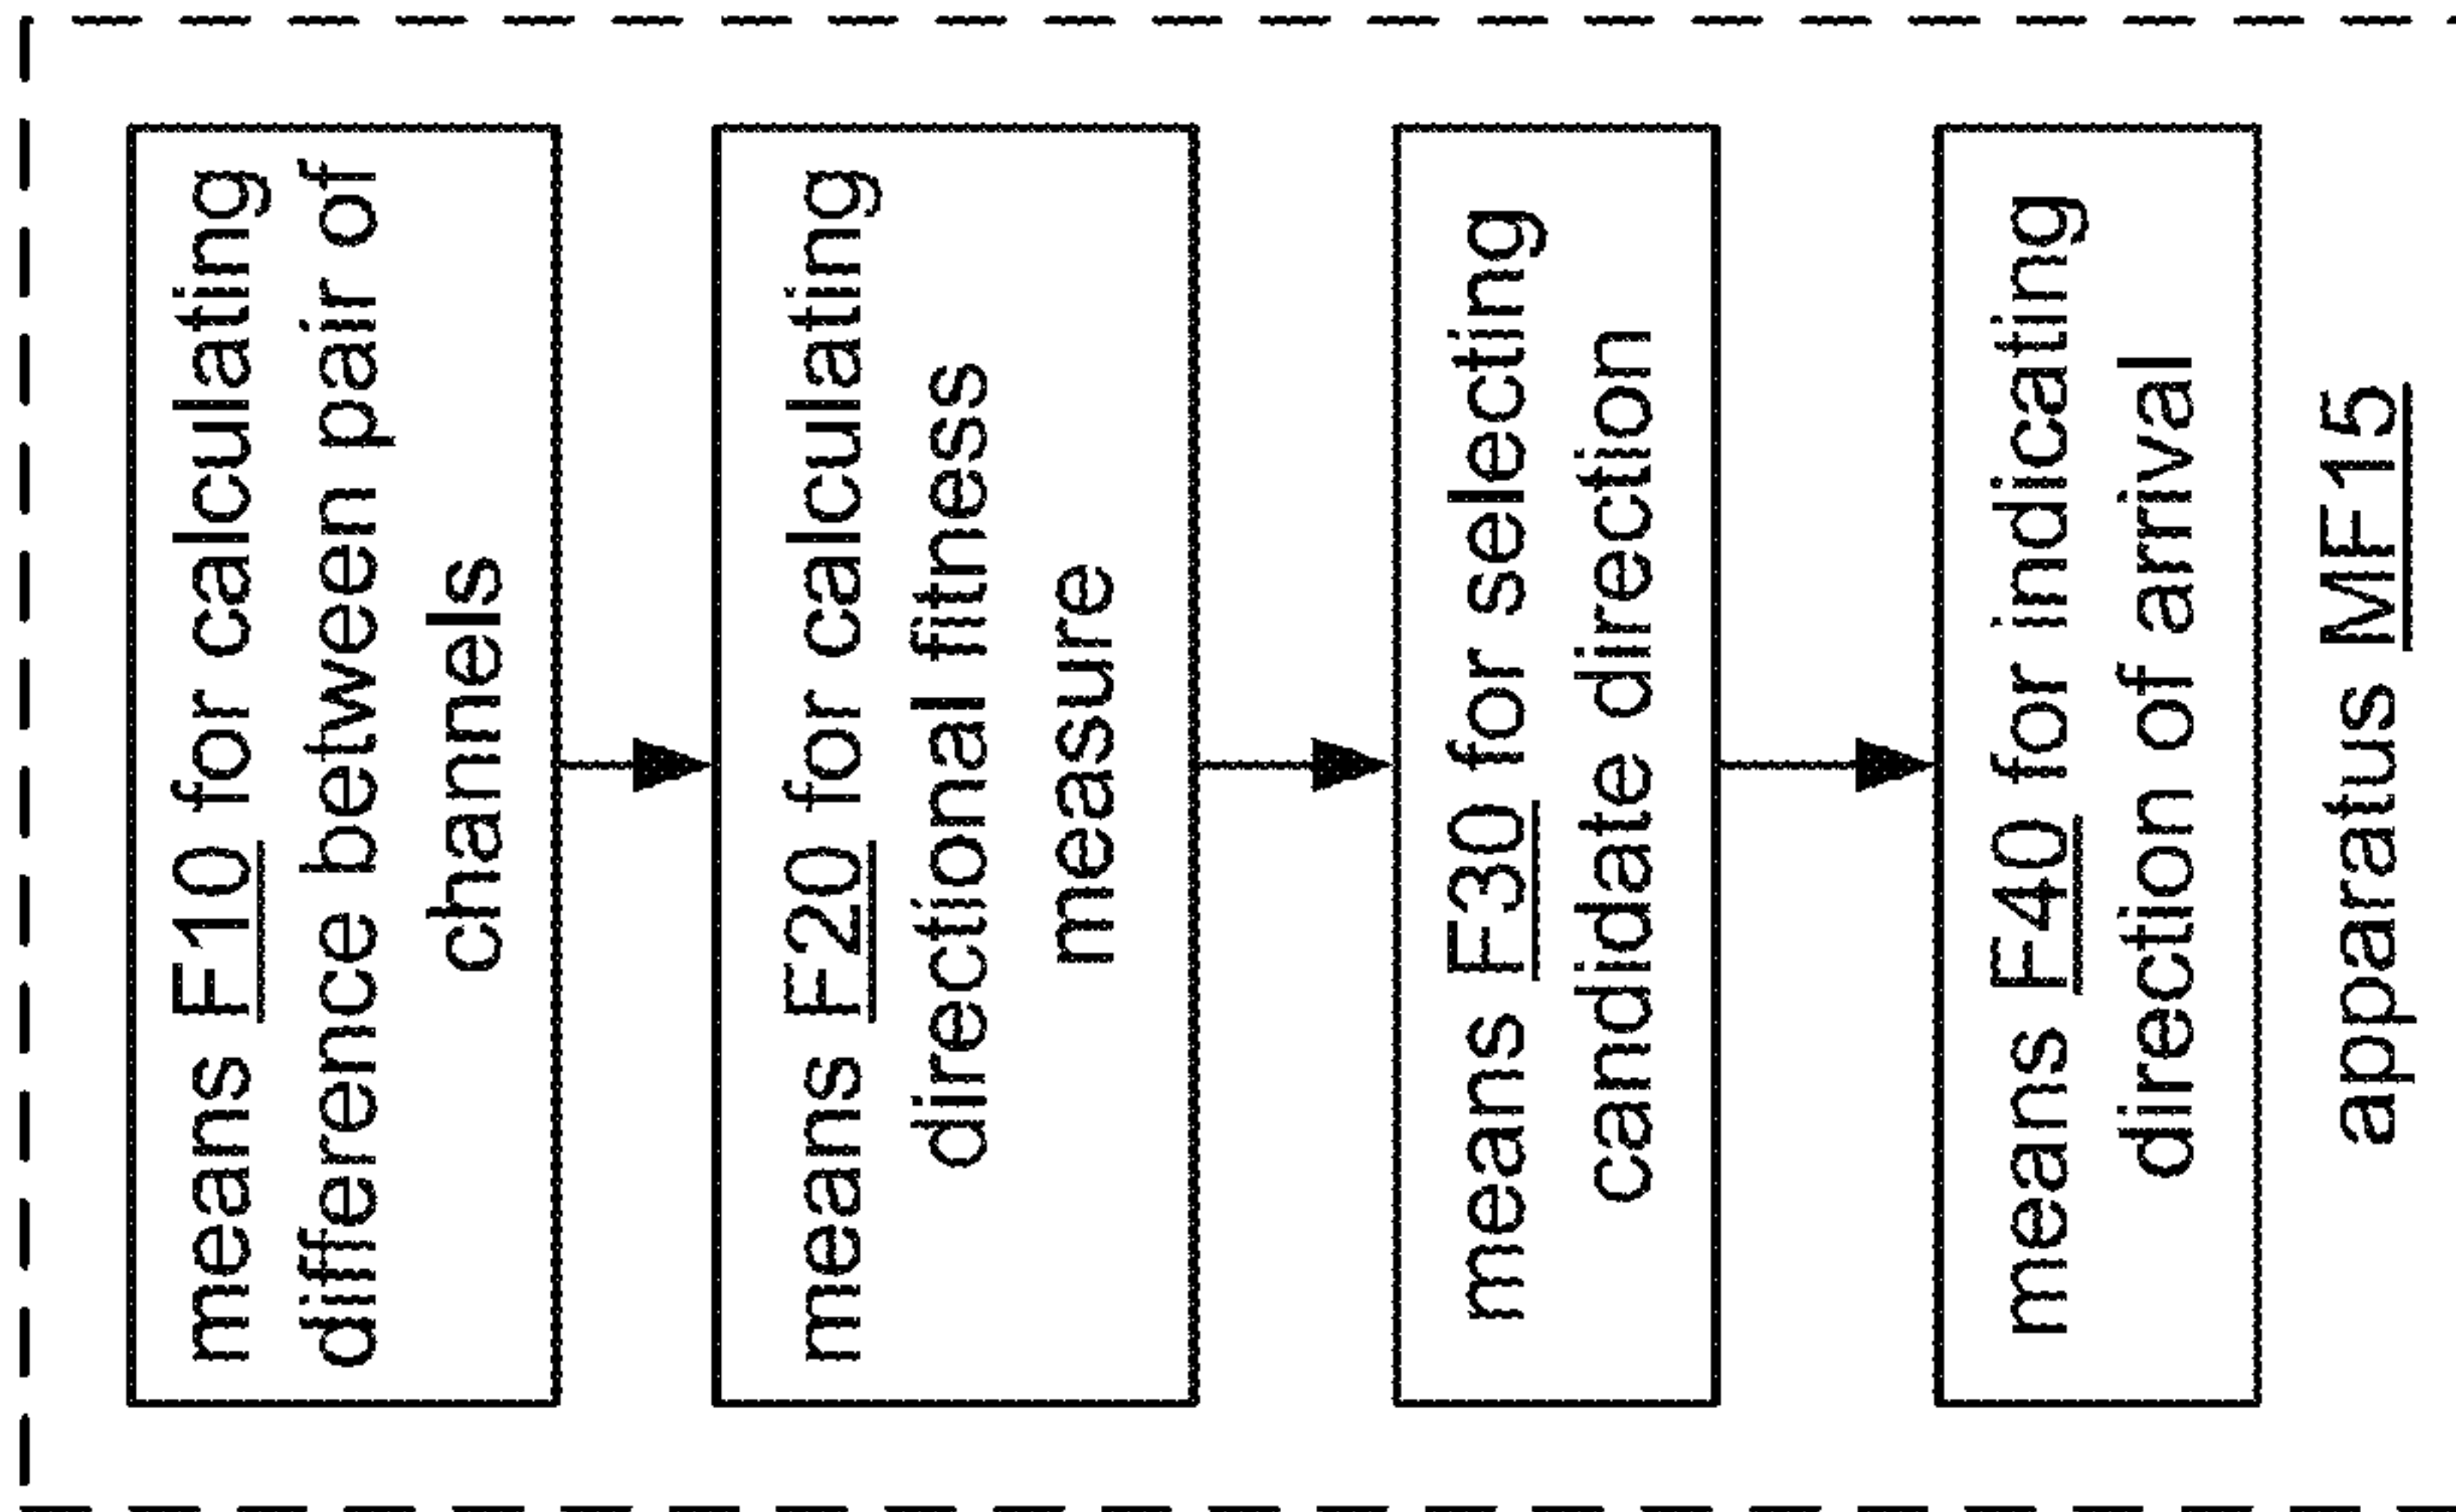 means F10 for calculating
difference between pair of
channels
means F20 for calculating
directional fitness
measure
means F30 for selecting
candidate direction
means F40 for indicating
direction of arrival
apparatus MF15